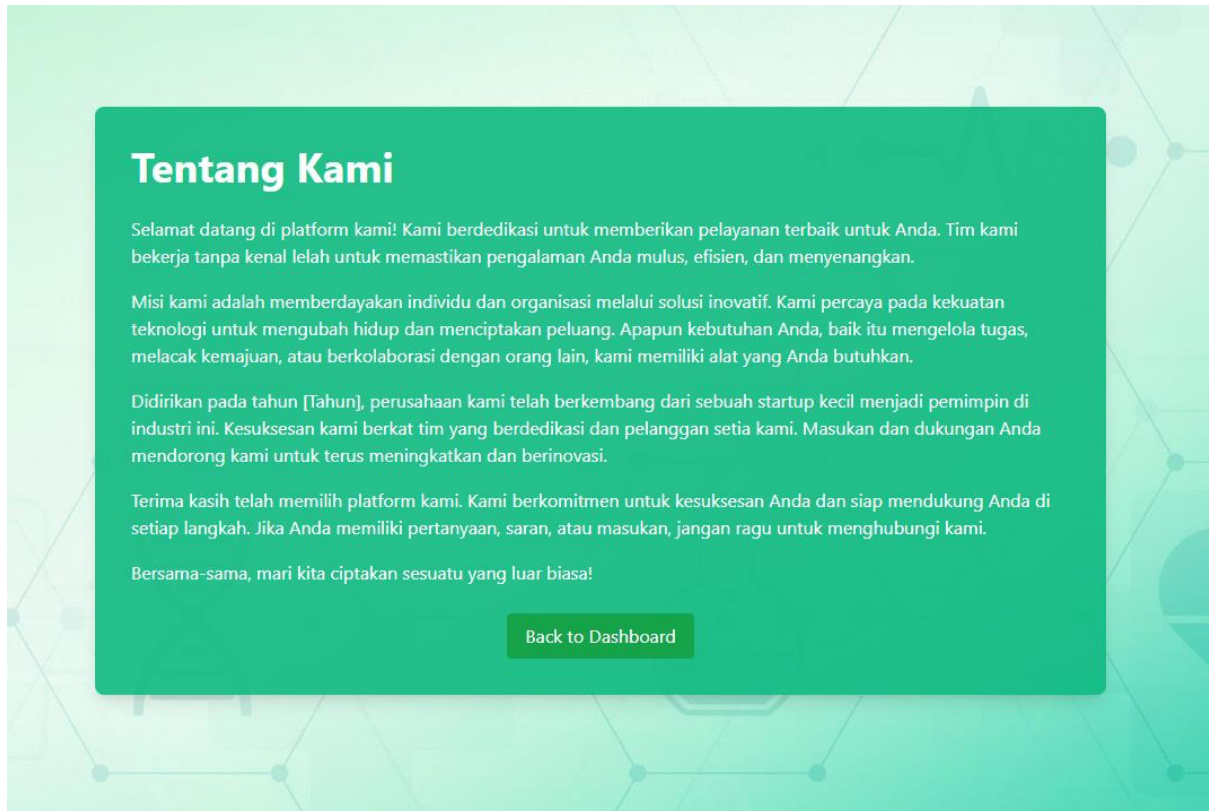 Tentang Kami
Selamat datang di platform kami! Kami berdedikasi untuk memberikan pelayanan terbaik untuk Anda. Tim kami
bekerja tanpa kenal lelah untuk memastikan pengalaman Anda mulus, efisien, dan menyenangkan.
Misi kami adalah memberdayakan individu dan organisasi melalui solusi inovatif. Kami percaya pada kekuatan
teknologi untuk mengubah hidup dan menciptakan peluang. Apapun kebutuhan Anda, baik itu mengelola tugas,
melacak kemajuan, atau berkolaborasi dengan orang lain, kami memiliki alat yang Anda butuhkan.
Didirikan pada tahun [Tahun], perusahaan kami telah berkembang dari sebuah startup kecil menjadi pemimpin di
industri ini. Kesuksesan kami berkat tim yang berdedikasi dan pelanggan setia kami. Masukan dan dukungan Anda
mendorong kami untuk terus meningkatkan dan berinovasi.
Terima kasih telah memilih platform kami. Kami berkomitmen untuk kesuksesan Anda dan siap mendukung Anda di
setiap langkah. Jika Anda memiliki pertanyaan, saran, atau masukan, jangan ragu untuk menghubungi kami.
Bersama-sama, mari kita ciptakan sesuatu yang luar biasa!
Back to Dashboard